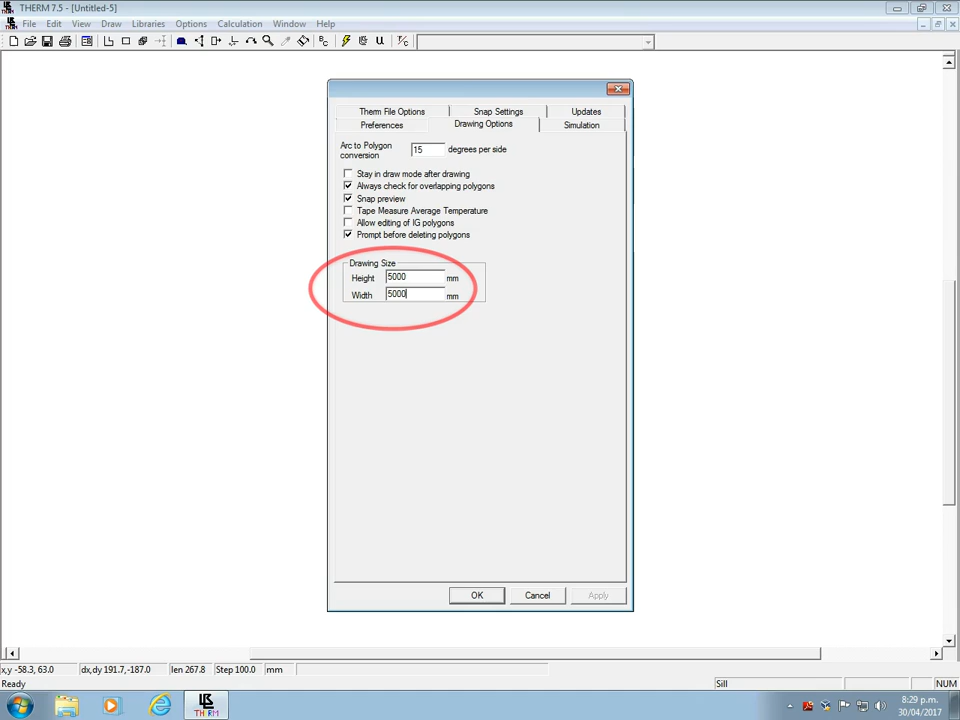 THERM 7.5 - [Untitled-5]
File Edit View Draw Libraries Options Calculation Window Help
B C U T/C
Therm File Options Snap Settings Updates
Preferences Drawing Options Simulation
Arc to Polygon conversion 15 degrees per side
Stay in draw mode after drawing
Always check for overlapping polygons
Snap preview
Tape Measure Average Temperature
Allow editing of IG polygons
Prompt before deleting polygons
Drawing Size
Height 5000 mm
Width 5000 mm
OK Cancel Apply
x,y -58.3, 63.0 dx,dy 191.7,-187.0 len 267.8 Step 100.0 mm
Ready Sill NUM
THERM
8:29 p.m.
30/04/2017